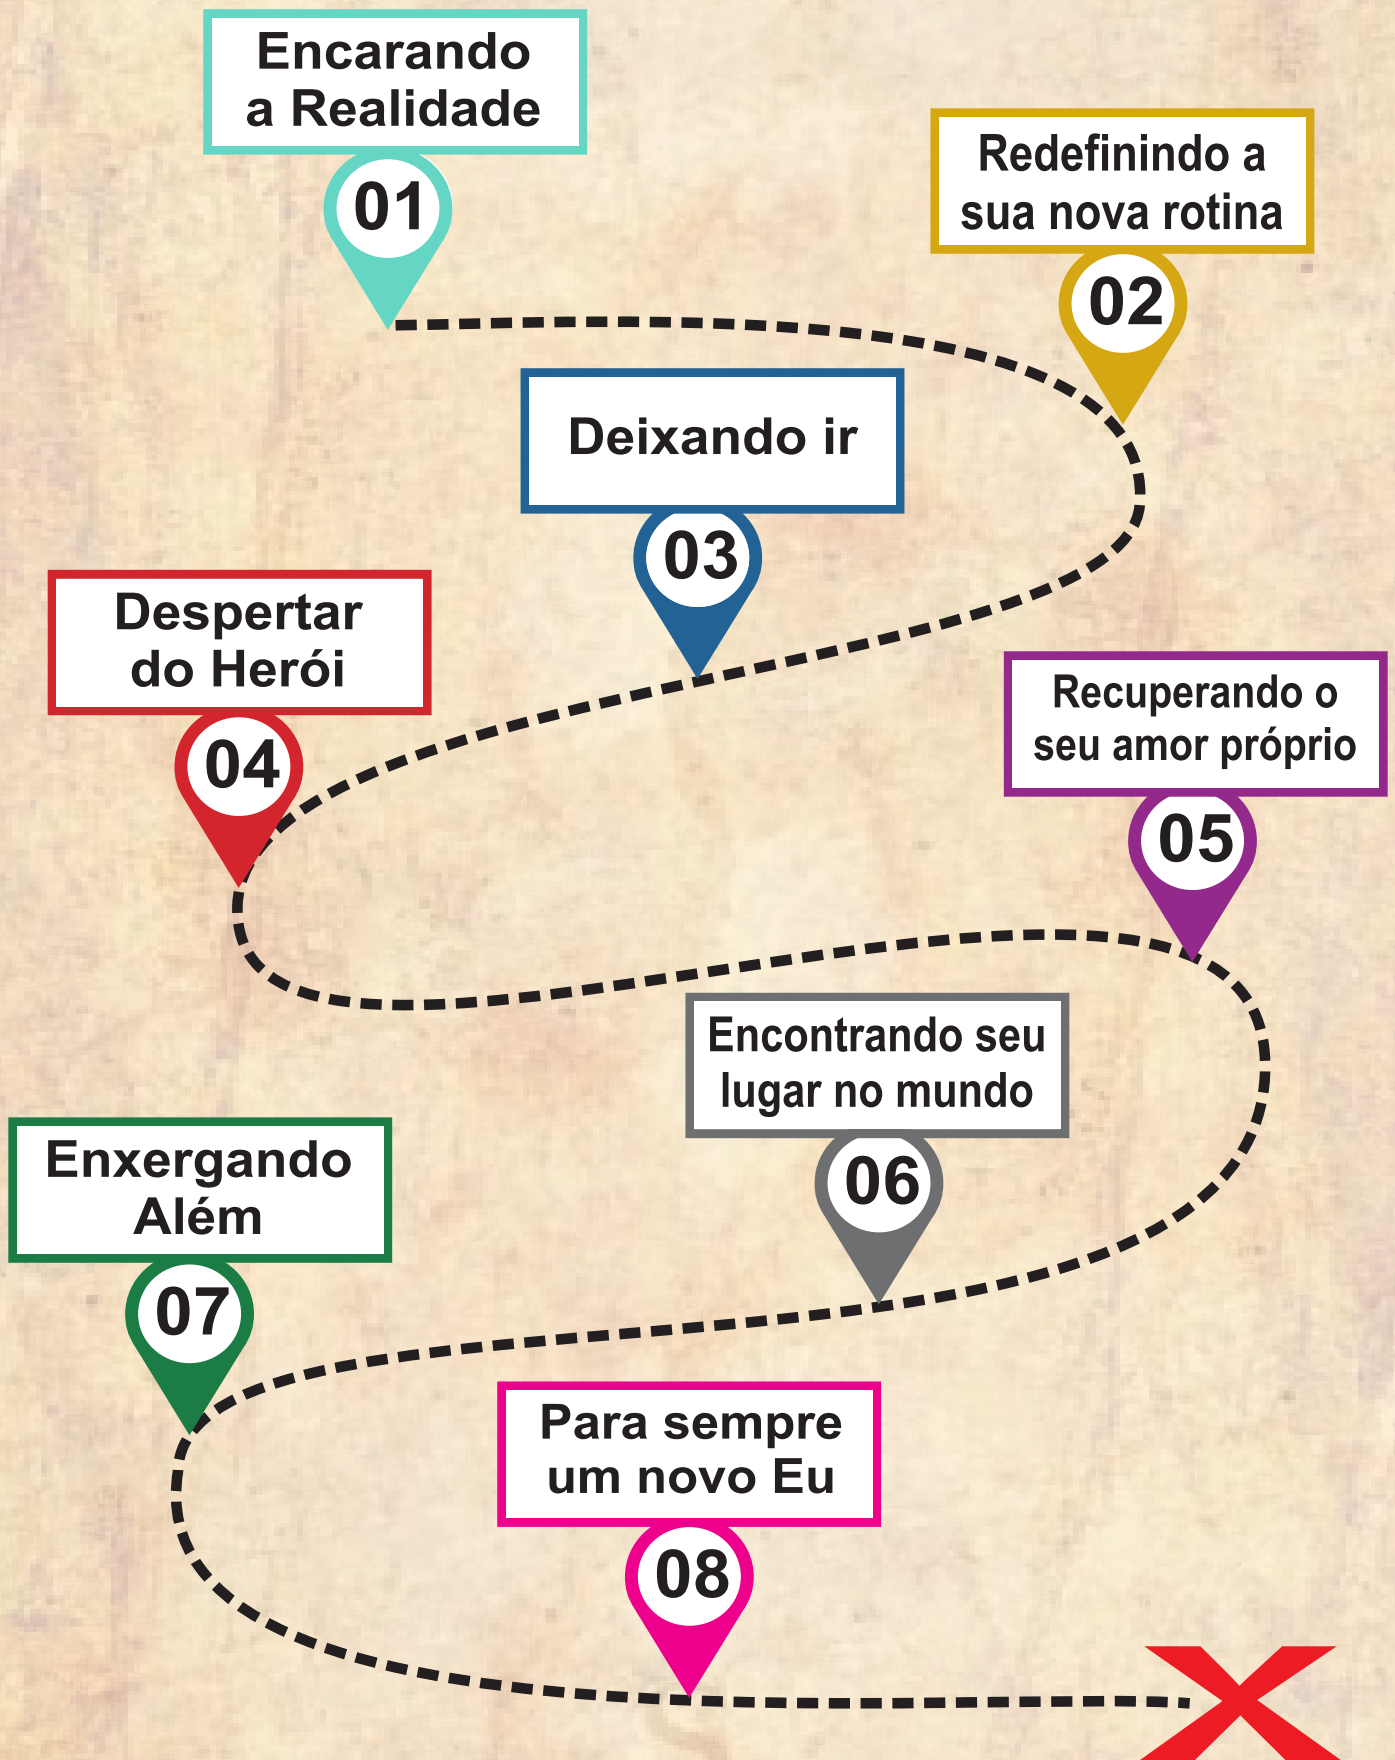 Encarando
a Realidade
01
Redefinindo a
sua nova rotina
02
Deixando ir
03
Despertar
do Herói
04
Recuperando o
seu amor próprio
05
Encontrando seu
lugar no mundo
06
Enxergando
Além
07
Para sempre
um novo Eu
08